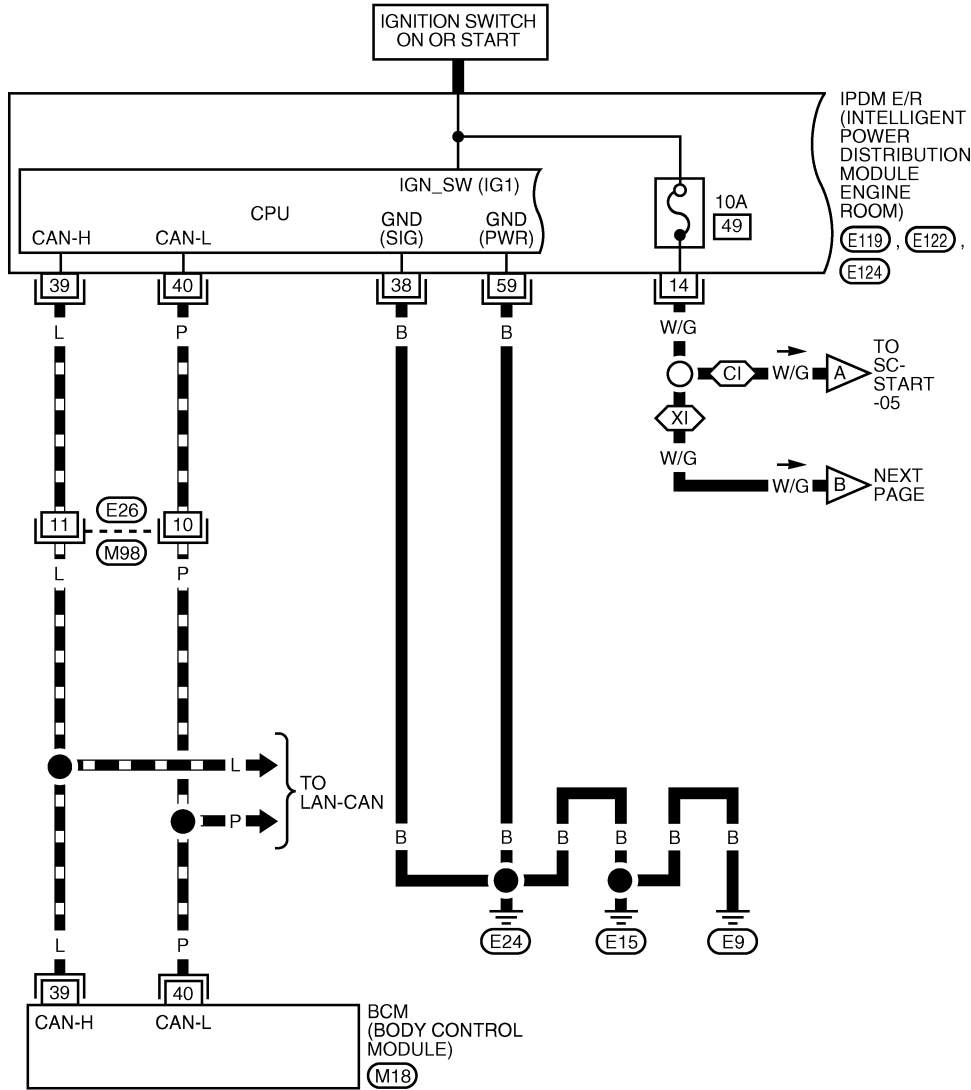 IGNITION SWITCH
ON OR START
IPDM E/R
(INTELLIGENT
POWER
DISTRIBUTION
MODULE
ENGINE
ROOM)
E119 , E122 ,
E124
IGN_SW (IG1)
CPU
GND
(SIG)
GND
(PWR)
CAN-H
CAN-L
10A
49
39
40
38
59
14
L
P
B
B
W/G
CI
W/G
A
TO
SC-
START
-05
XI
W/G
W/G
B
NEXT
PAGE
11
E26
10
M98
L
P
L
P
TO
LAN-CAN
B
B
B
B
B
B
E24
E15
E9
L
P
39
40
CAN-H
CAN-L
BCM
(BODY CONTROL
MODULE)
M18